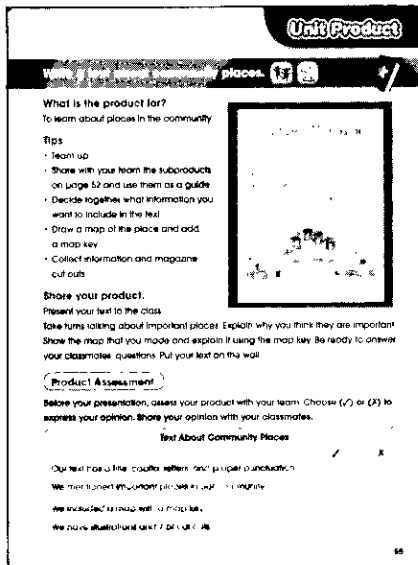 Unit Product
Write a text about community places.
What is the product for?
To learn about places in the community
Tips
• Team up
• Share with your team the subproducts
on page 52 and use them as a guide
• Decide together what information you
want to include in the text
• Draw a map of the place and add
a map key
• Collect information and magazine
cut outs
Share your product.
Present your text to the class
Take turns talking about important places. Explain why you think they are important
Show the map that you made and explain it using the map key. Be ready to answer
your classmates' questions. Put your text on the wall
Product Assessment
Before your presentation, assess your product with your team. Choose (✓) or (✗) to
express your opinion. Share your opinion with your classmates.
Text About Community Places
✓ ✗
Our text has a title, capital letters and proper punctuation
We mentioned important places in our community
We included a map with a map key
We have illustrations and